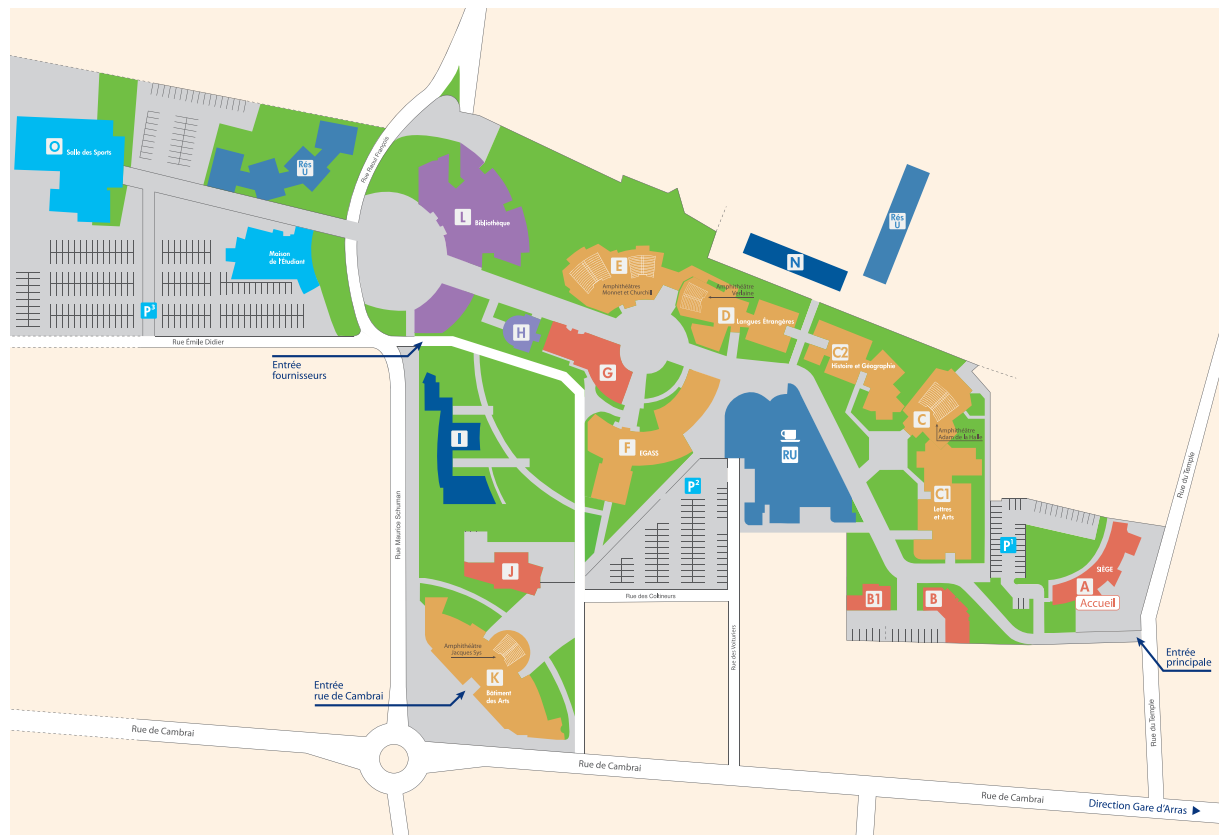 O
Salle des Sports
Rés
U
Rue Raoul François
L
Bibliothèque
Maison
de l'Étudiant
P³
Rue Émile Didier
Entrée
fournisseurs
E
Amphithéâtres
Monnet et Churchill
Amphithéâtre
Verlaine
D
Langues Etrangères
N
Rés
U
H
G
C2
Histoire et Géographie
C
Amphithéâtre
Adam de la Halle
F
EGASS
I
RU
P²
C1
Lettres
et Arts
P¹
Rue du Temple
SIÈGE
A
Accueil
B1
B
Rue Maurice Schuman
J
Rue des Coltineurs
Rue des Voituriers
Amphithéâtre
Jacques Sys
K
Bâtiment
des Arts
Entrée
rue de Cambrai
Entrée
principale
Rue du Temple
Rue de Cambrai
Rue de Cambrai
Rue de Cambrai
Direction Gare d'Arras